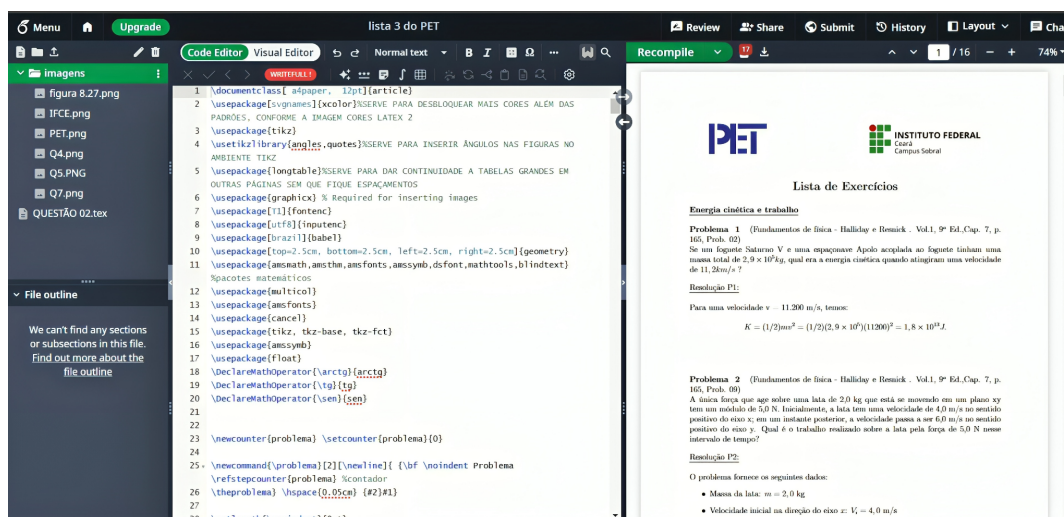 Menu
Upgrade
lista 3 do PET
Review
Share
Submit
History
Layout
Cha
Code Editor
Visual Editor
Normal text
B I
Ω
Recompile
17
1 / 16
74%
imagens
figura 8.27.png
IFCE.png
PET.png
Q4.png
Q5.PNG
Q7.png
QUESTÃO 02.tex
File outline
We can't find any sections
or subsections in this file.
Find out more about the
file outline
WRITEFULL !
1 \documentclass[ a4paper, 12pt]{article}
2 \usepackage[svgnames]{xcolor}%SERVE PARA DESBLOQUEAR MAIS CORES ALÉM DAS
PADRÕES, CONFORME A IMAGEM CORES LATEX 2
3 \usepackage{tikz}
4 \usetikzlibrary{angles,quotes}%SERVE PARA INSERIR ÂNGULOS NAS FIGURAS NO
AMBIENTE TIKZ
5 \usepackage{longtable}%SERVE PARA DAR CONTINUIDADE A TABELAS GRANDES EM
OUTRAS PÁGINAS SEM QUE FIQUE ESPAÇAMENTOS
6 \usepackage{graphicx} % Required for inserting images
7 \usepackage[T1]{fontenc}
8 \usepackage[utf8]{inputenc}
9 \usepackage[brazil]{babel}
10 \usepackage[top=2.5cm, bottom=2.5cm, left=2.5cm, right=2.5cm]{geometry}
11 \usepackage{amsmath,amsthm,amsfonts,amssymb,dsfont,mathtools,blindtext}
%pacotes matemáticos
12 \usepackage{multicol}
13 \usepackage{amsfonts}
14 \usepackage{cancel}
15 \usepackage{tikz, tkz-base, tkz-fct}
16 \usepackage{amssymb}
17 \usepackage{float}
18 \DeclareMathOperator{\arctg}{arctg}
19 \DeclareMathOperator{\tg}{tg}
20 \DeclareMathOperator{\sen}{sen}
21
22
23 \newcounter{problema} \setcounter{problema}{0}
24
25 \newcommand{\problema}[2][\newline]{ {\bf \noindent Problema
\refstepcounter{problema} %contador
26 \theproblema} \hspace{0.05cm} {#2}#1}
27
PET
INSTITUTO FEDERAL
Ceará
Campus Sobral
Lista de Exercícios
Energia cinética e trabalho
Problema 1 (Fundamentos de física - Halliday e Resnick . Vol.1, 9ª Ed.,Cap. 7, p.
165, Prob. 02)
Se um foguete Saturno V e uma espaçonave Apolo acoplada ao foguete tinham uma
massa total de 2, 9 × 10⁵kg, qual era a energia cinética quando atingiram uma velocidade
de 11, 2km/s ?
Resolução P1:
Para uma velocidade v = 11.200 m/s, temos:
K = (1/2)mv² = (1/2)(2, 9 × 10⁵)(11200)² = 1, 8 × 10¹³J.
Problema 2 (Fundamentos de física - Halliday e Resnick . Vol.1, 9ª Ed.,Cap. 7, p.
165, Prob. 09)
A única força que age sobre uma lata de 2,0 kg que está se movendo em um plano xy
tem um módulo de 5,0 N. Inicialmente, a lata tem uma velocidade de 4,0 m/s no sentido
positivo do eixo x; em um instante posterior, a velocidade passa a ser 6,0 m/s no sentido
positivo do eixo y. Qual é o trabalho realizado sobre a lata pela força de 5,0 N nesse
intervalo de tempo?
Resolução P2:
O problema fornece os seguintes dados:
• Massa da lata: m = 2, 0 kg
• Velocidade inicial na direção do eixo x: Vᵢ = 4, 0 m/s